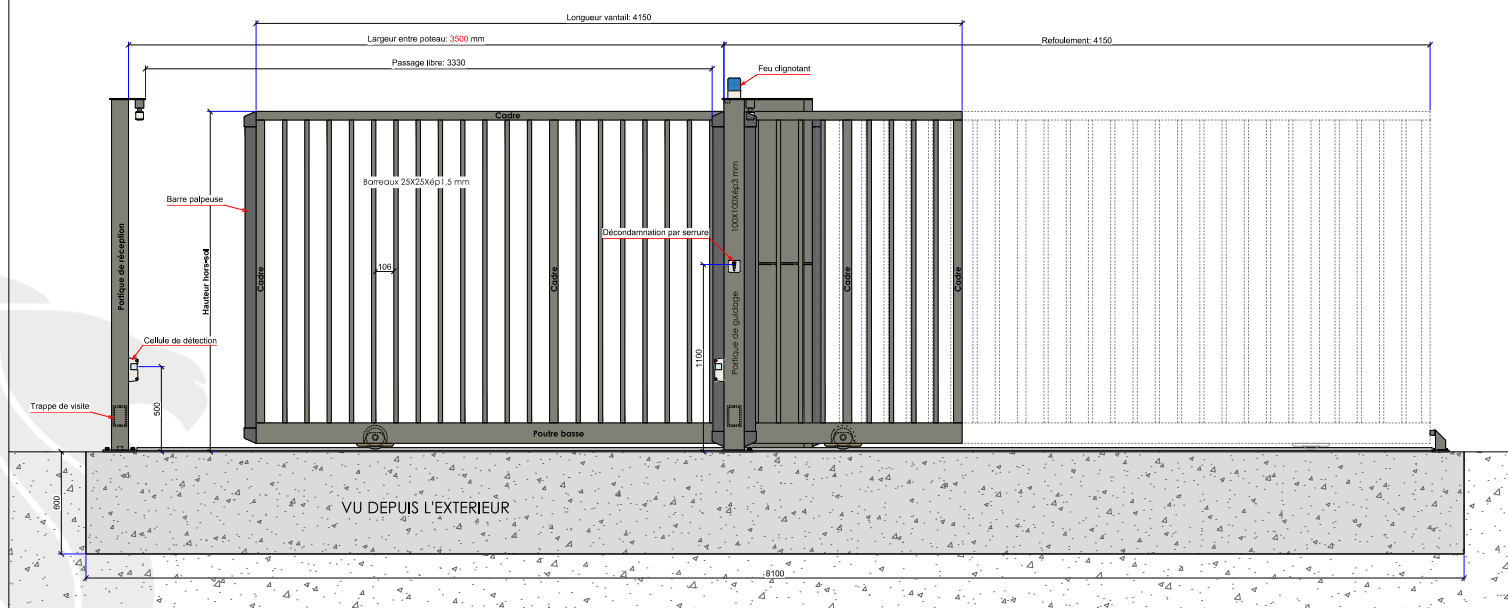 Longueur vantail: 4150
Largeur entre poteau: 3500 mm
Refoulement: 4150
Passage libre: 3330
Feu clignotant
Cadre
Barreaux 25X25Xép1,5 mm
100X100Xép3 mm
Barre palpeuse
Décondamnation par serrure
Portique de réception
Hauteur hors-sol
Cadre
106
Cadre
Cadre
Cadre
Portique de guidage
Cellule de détection
1100
Trappe de visite
500
Poutre basse
600
VU DEPUIS L'EXTERIEUR
8100